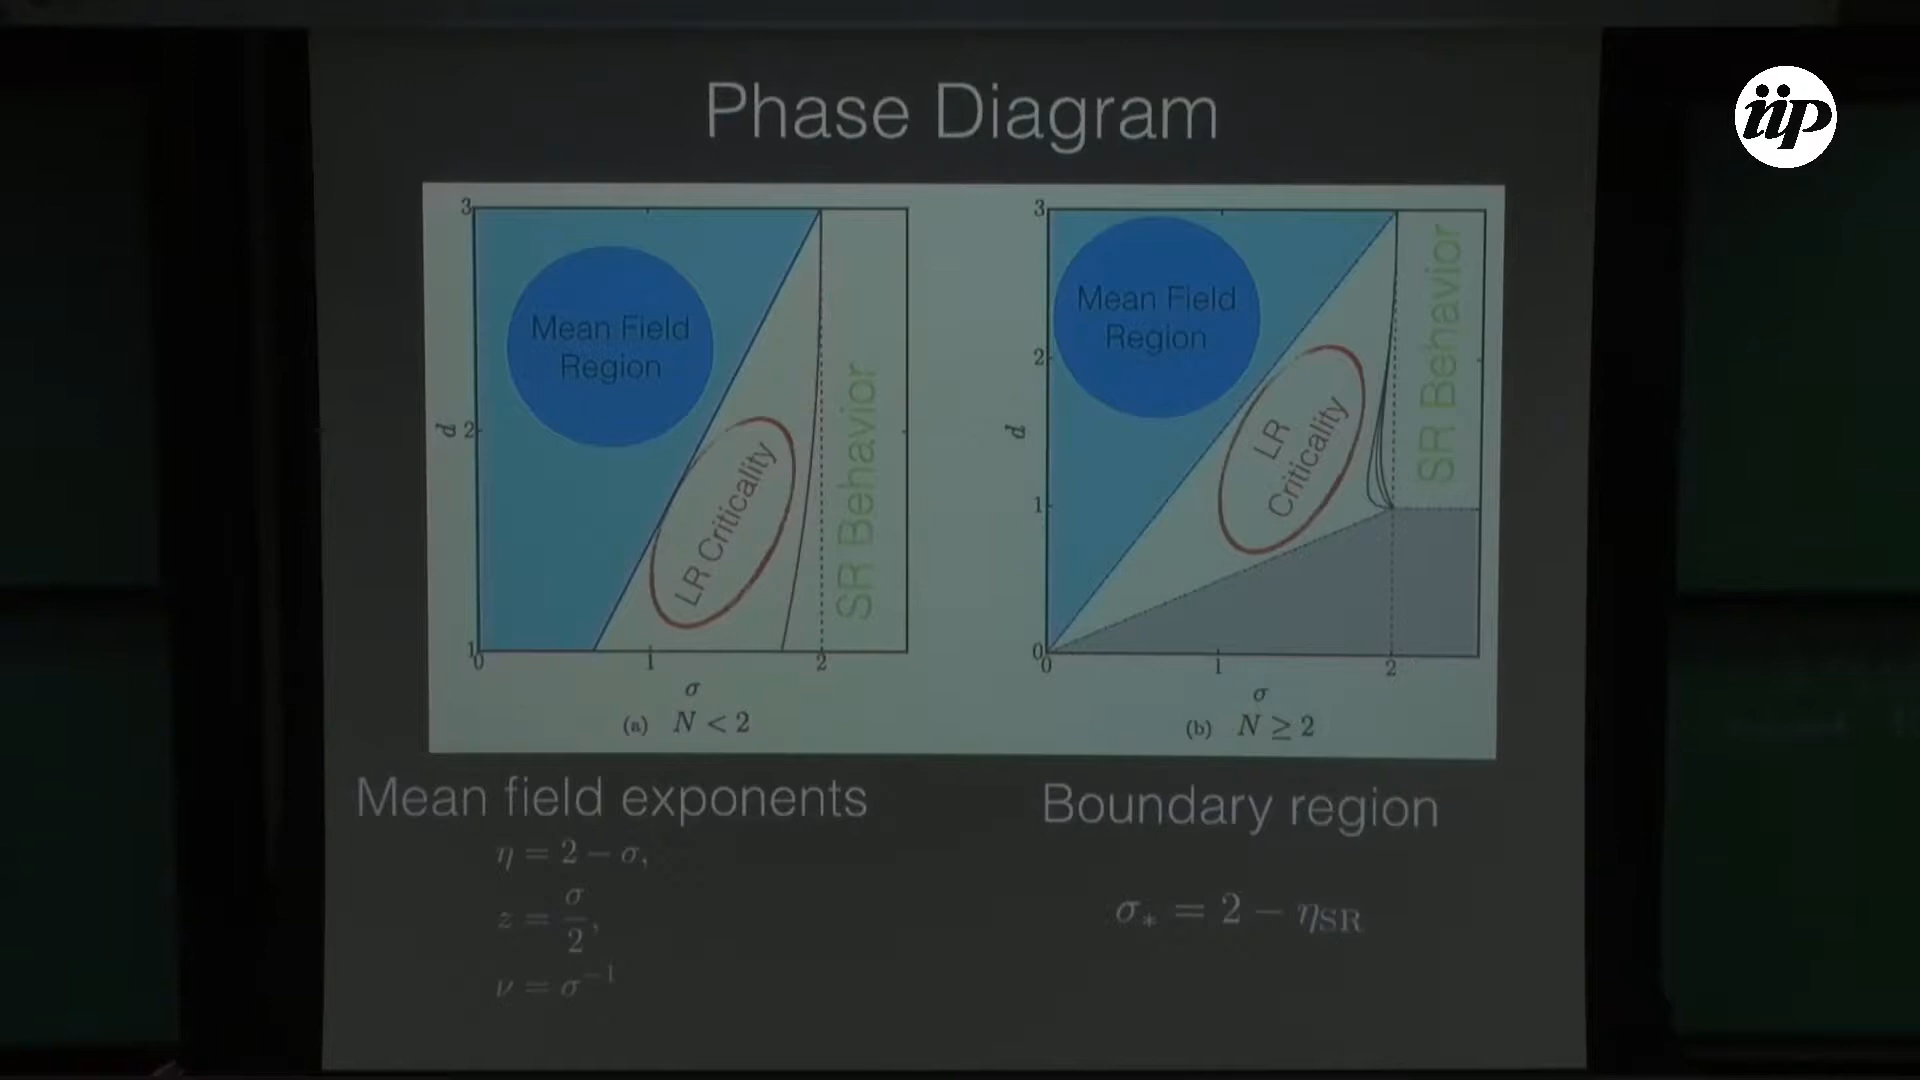 Phase Diagram
iip
3
2
1
0
1
2
d
σ
Mean Field
Region
LR Criticality
SR Behavior
(a) N < 2
3
2
1
0
0
1
2
d
σ
Mean Field
Region
LR
Criticality
SR Behavior
(b) N ≥ 2
Mean field exponents
η = 2 − σ,
z = σ/2,
ν = σ⁻¹
Boundary region
σ* = 2 − ηSR